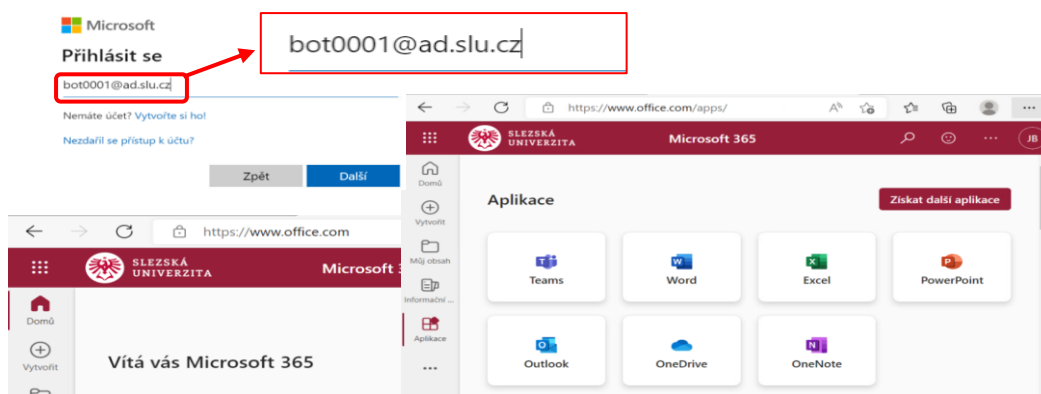 Microsoft
Přihlásit se
bot0001@ad.slu.cz
Nemáte účet? Vytvořte si ho!
Nezdařil se přístup k účtu?
Zpět
Další
bot0001@ad.slu.cz
https://www.office.com
SLEZSKÁ
UNIVERZITA
Microsoft
Domů
Vytvořit
Vítá vás Microsoft 365
https://www.office.com/apps/
SLEZSKÁ
UNIVERZITA
Microsoft 365
JB
Domů
Vytvořit
Můj obsah
Informační ...
Aplikace
Aplikace
Získat další aplikace
Teams
Word
Excel
PowerPoint
Outlook
OneDrive
OneNote